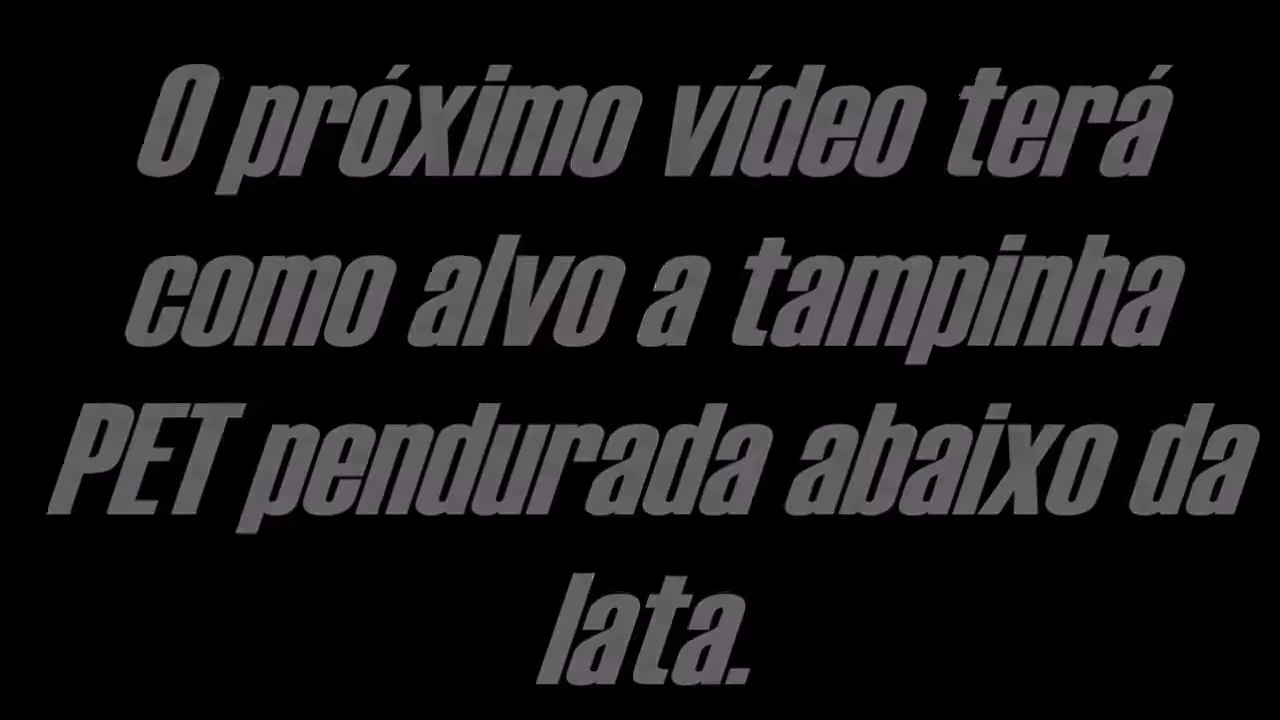 O próximo vídeo terá
como alvo a tampinha
PET pendurada abaixo da
lata.